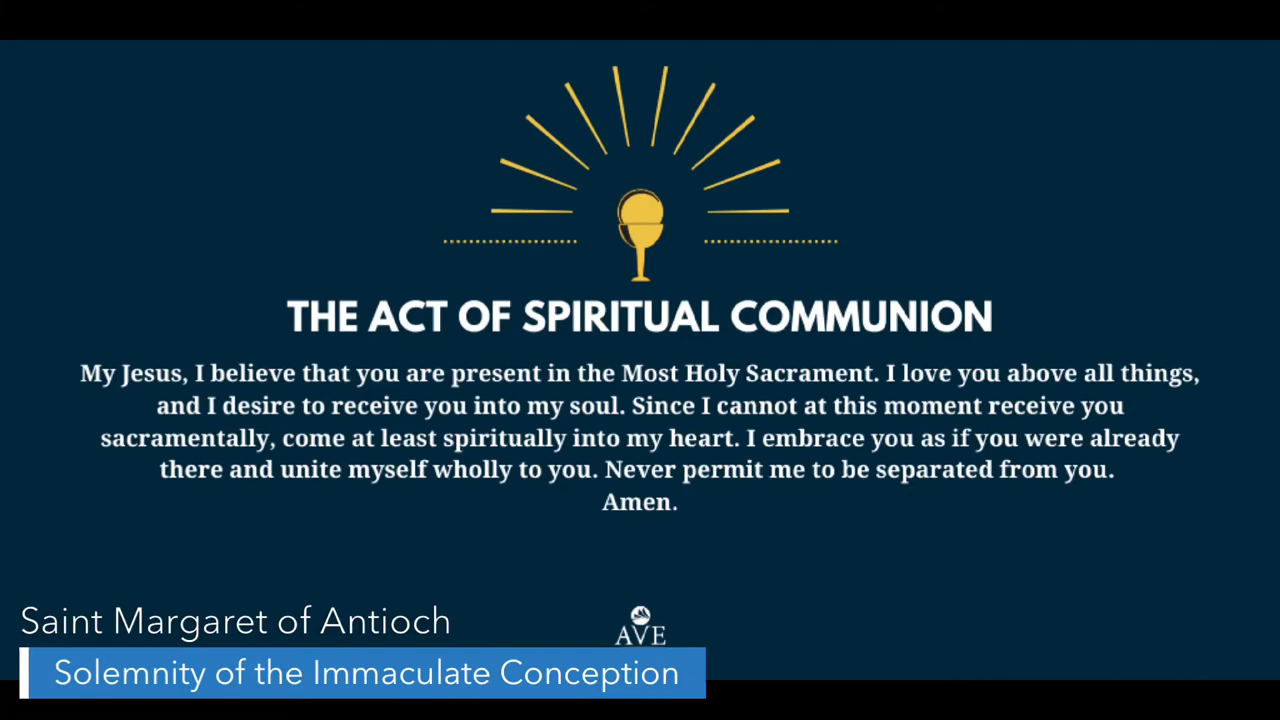 THE ACT OF SPIRITUAL COMMUNION
My Jesus, I believe that you are present in the Most Holy Sacrament. I love you above all things,
and I desire to receive you into my soul. Since I cannot at this moment receive you
sacramentally, come at least spiritually into my heart. I embrace you as if you were already
there and unite myself wholly to you. Never permit me to be separated from you.
Amen.
Saint Margaret of Antioch
AVE
Solemnity of the Immaculate Conception